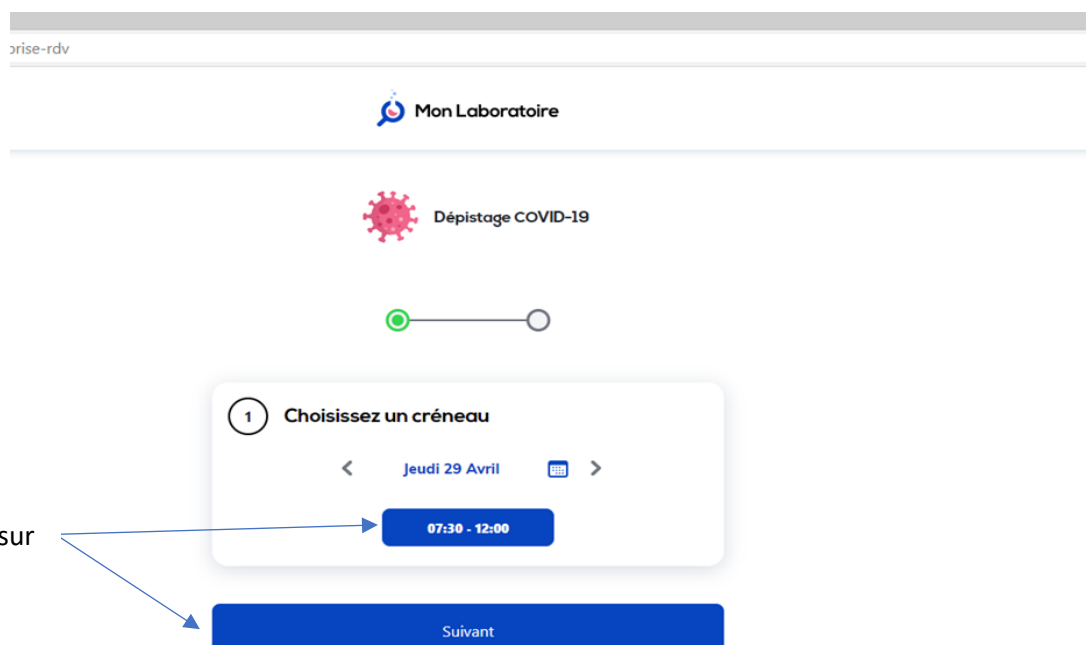 prise-rdv
Mon Laboratoire
Dépistage COVID-19
1 Choisissez un créneau
Jeudi 29 Avril
07:30 - 12:00
sur
Suivant